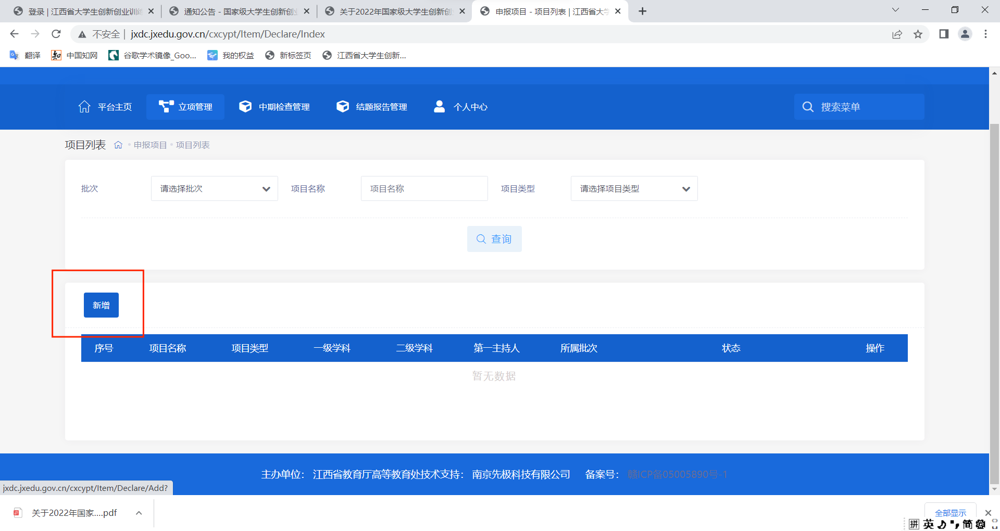 登录 | 江西省大学生创新创业训练
通知公告 - 国家级大学生创新创业
关于2022年国家级大学生创新创
申报项目 - 项目列表 | 江西省大学
不安全 | jxdc.jxedu.gov.cn/cxcypt/Item/Declare/Index
翻译
中国知网
谷歌学术镜像_Goo...
我的权益
新标签页
江西省大学生创新...
平台主页
立项管理
中期检查管理
结题报告管理
个人中心
搜索菜单
项目列表
申报项目
项目列表
批次
请选择批次
项目名称
项目名称
项目类型
请选择项目类型
查询
新增
序号
项目名称
项目类型
一级学科
二级学科
第一主持人
所属批次
状态
操作
暂无数据
主办单位： 江西省教育厅高等教育处技术支持： 南京先极科技有限公司 备案号： 赣ICP备05005890号-1
jxdc.jxedu.gov.cn/cxcypt/Item/Declare/Add?
关于2022年国家....pdf
全部显示
拼 英 简